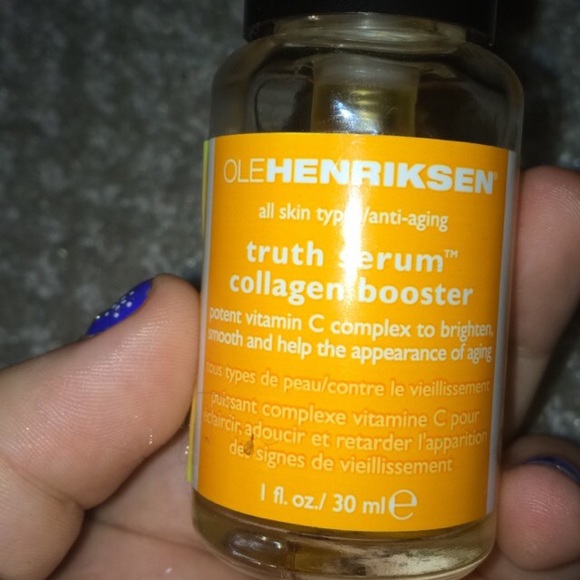 OLEHENRIKSEN®
all skin types/anti-aging
truth serum™
collagen booster
potent vitamin C complex to brighten,
smooth and help the appearance of aging
tous types de peau/contre le vieillissement
puissant complexe vitamine C pour
éclaircir, adoucir et retarder l'apparition
des signes de vieillissement
1 fl. oz./ 30 ml ℮